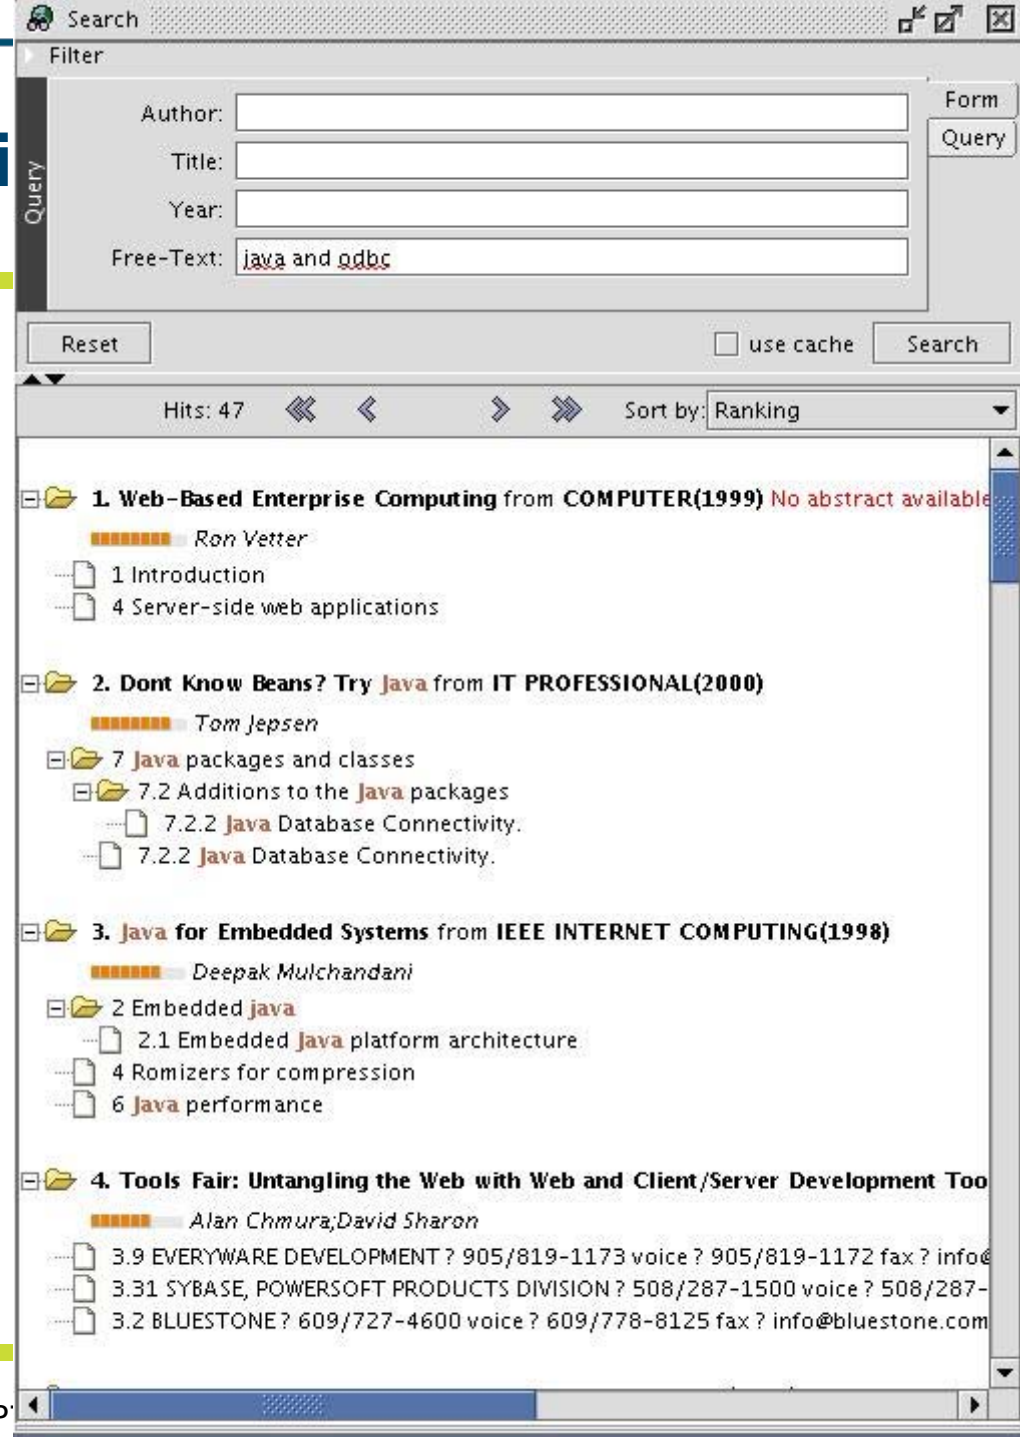 Search
Filter
Form
Query
Query
Author:
Title:
Year:
Free-Text: java and odbc
Reset
use cache
Search
Hits: 47
Sort by: Ranking
1. Web-Based Enterprise Computing from COMPUTER(1999) No abstract available
Ron Vetter
1 Introduction
4 Server-side web applications
2. Dont Know Beans? Try Java from IT PROFESSIONAL(2000)
Tom Jepsen
7 Java packages and classes
7.2 Additions to the Java packages
7.2.2 Java Database Connectivity.
7.2.2 Java Database Connectivity.
3. Java for Embedded Systems from IEEE INTERNET COMPUTING(1998)
Deepak Mulchandani
2 Embedded java
2.1 Embedded Java platform architecture
4 Romizers for compression
6 Java performance
4. Tools Fair: Untangling the Web with Web and Client/Server Development Too
Alan Chmura;David Sharon
3.9 EVERYWARE DEVELOPMENT ? 905/819-1173 voice ? 905/819-1172 fax ? info@
3.31 SYBASE, POWERSOFT PRODUCTS DIVISION ? 508/287-1500 voice ? 508/287-
3.2 BLUESTONE ? 609/727-4600 voice ? 609/778-8125 fax ? info@bluestone.com